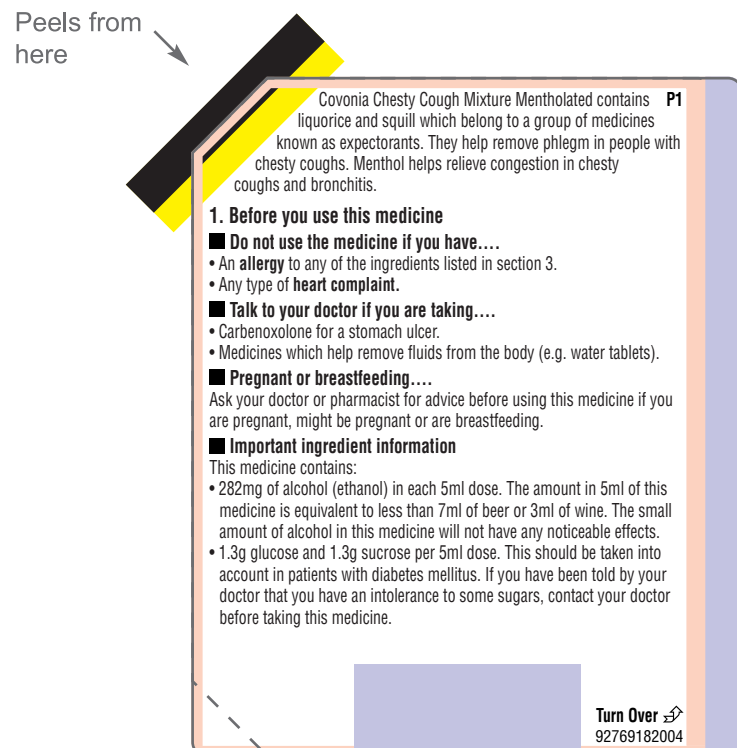 Peels from
here
Covonia Chesty Cough Mixture Mentholated contains P1
liquorice and squill which belong to a group of medicines
known as expectorants. They help remove phlegm in people with
chesty coughs. Menthol helps relieve congestion in chesty
coughs and bronchitis.
1. Before you use this medicine
■ Do not use the medicine if you have....
• An allergy to any of the ingredients listed in section 3.
• Any type of heart complaint.
■ Talk to your doctor if you are taking....
• Carbenoxolone for a stomach ulcer.
• Medicines which help remove fluids from the body (e.g. water tablets).
■ Pregnant or breastfeeding....
Ask your doctor or pharmacist for advice before using this medicine if you
are pregnant, might be pregnant or are breastfeeding.
■ Important ingredient information
This medicine contains:
• 282mg of alcohol (ethanol) in each 5ml dose. The amount in 5ml of this
medicine is equivalent to less than 7ml of beer or 3ml of wine. The small
amount of alcohol in this medicine will not have any noticeable effects.
• 1.3g glucose and 1.3g sucrose per 5ml dose. This should be taken into
account in patients with diabetes mellitus. If you have been told by your
doctor that you have an intolerance to some sugars, contact your doctor
before taking this medicine.
Turn Over
92769182004